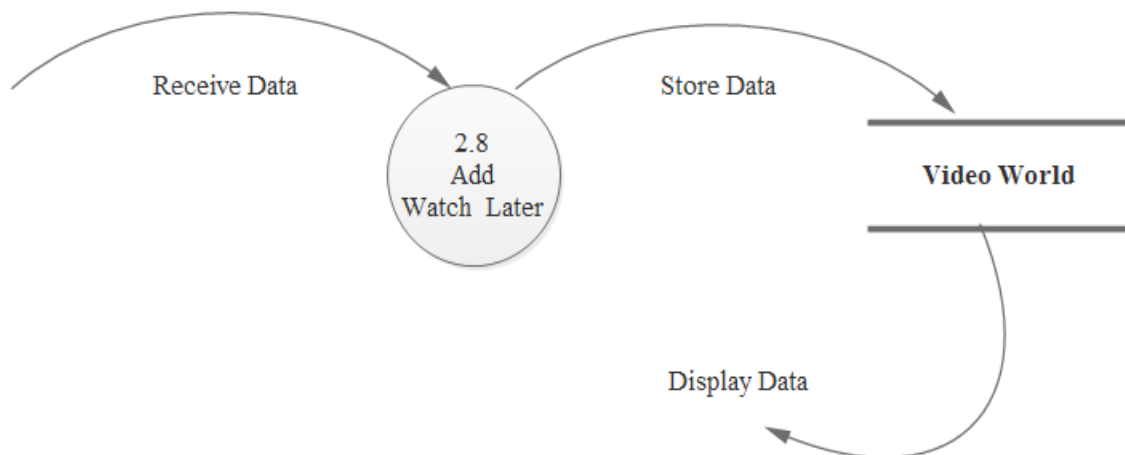 Receive Data
Store Data
2.8
Add
Watch Later
Video World
Display Data